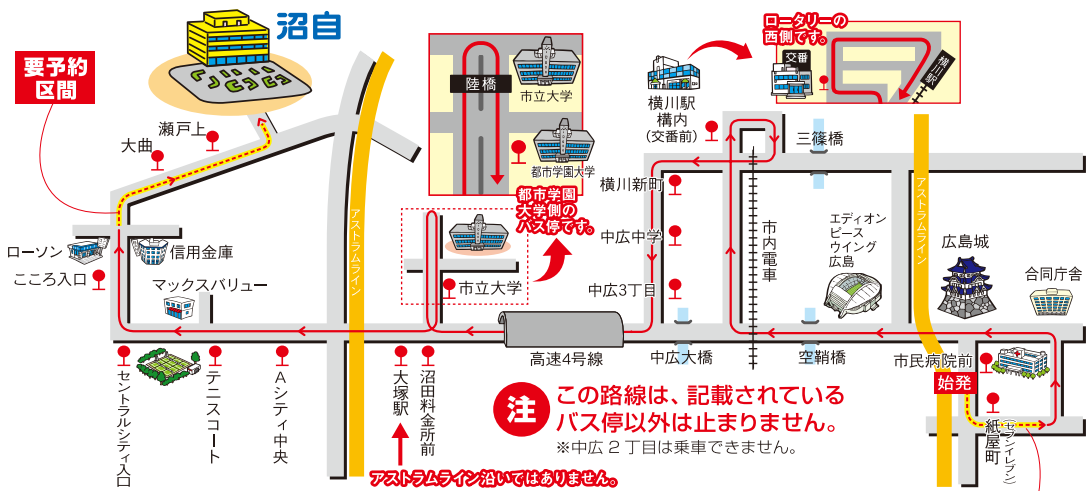 沼自
要予約
区間
瀬戸上
大曲
ローソン
信用金庫
こころ入口
マックスバリュー
セントラルシティ入口
テニスコート
Aシティ中央
アストラムライン
大塚駅
沼田料金所前
アストラムライン沿いではありません。
陸橋
市立大学
都市学園大学
都市学園
大学側の
バス停です。
市立大学
高速4号線
横川駅
構内
(交番前)
ロータリーの
西側です。
交番
横川駅
三篠橋
横川新町
中広中学
中広3丁目
中広大橋
市内電車
空鞘橋
エディオン
ピース
ウイング
広島
アストラムライン
広島城
合同庁舎
市民病院前
始発
紙屋町
(セブンイレブン)
注
この路線は、記載されている
バス停以外は止まりません。
※中広2丁目は乗車できません。